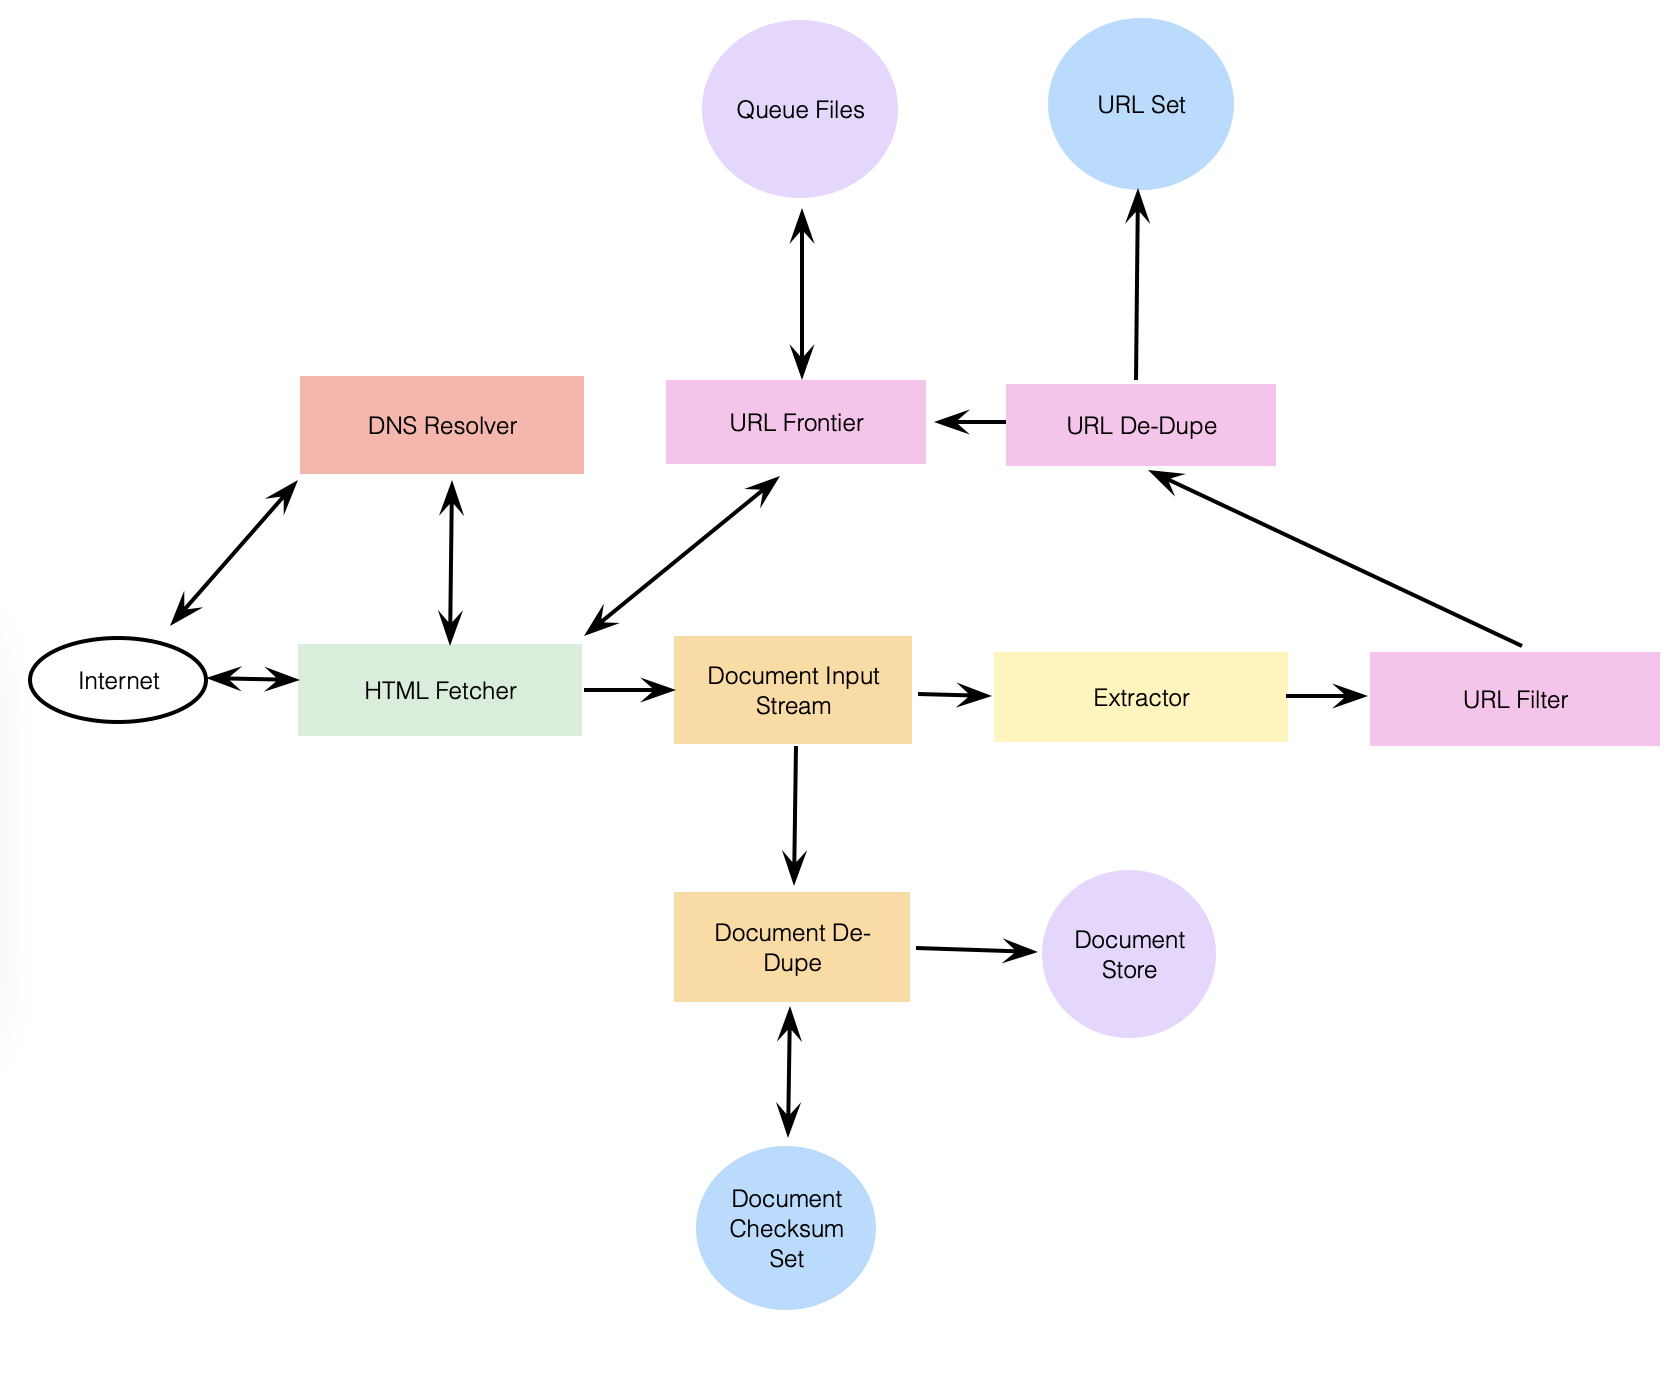 Queue Files
URL Set
DNS Resolver
URL Frontier
URL De-Dupe
Internet
HTML Fetcher
Document Input
Stream
Extractor
URL Filter
Document De-
Dupe
Document
Store
Document
Checksum
Set